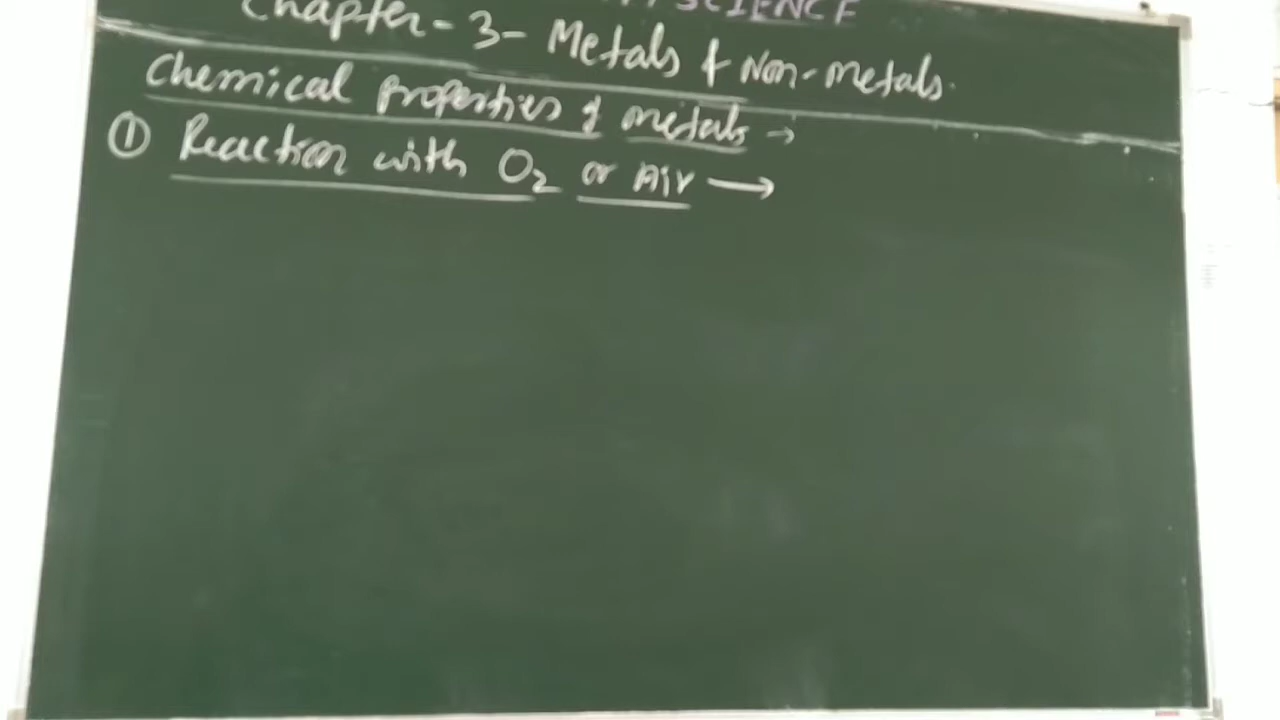 SCIENCE
Chapter - 3 - Metals & Non-metals.
Chemical properties of metals →
① Reaction with O₂ or Air →